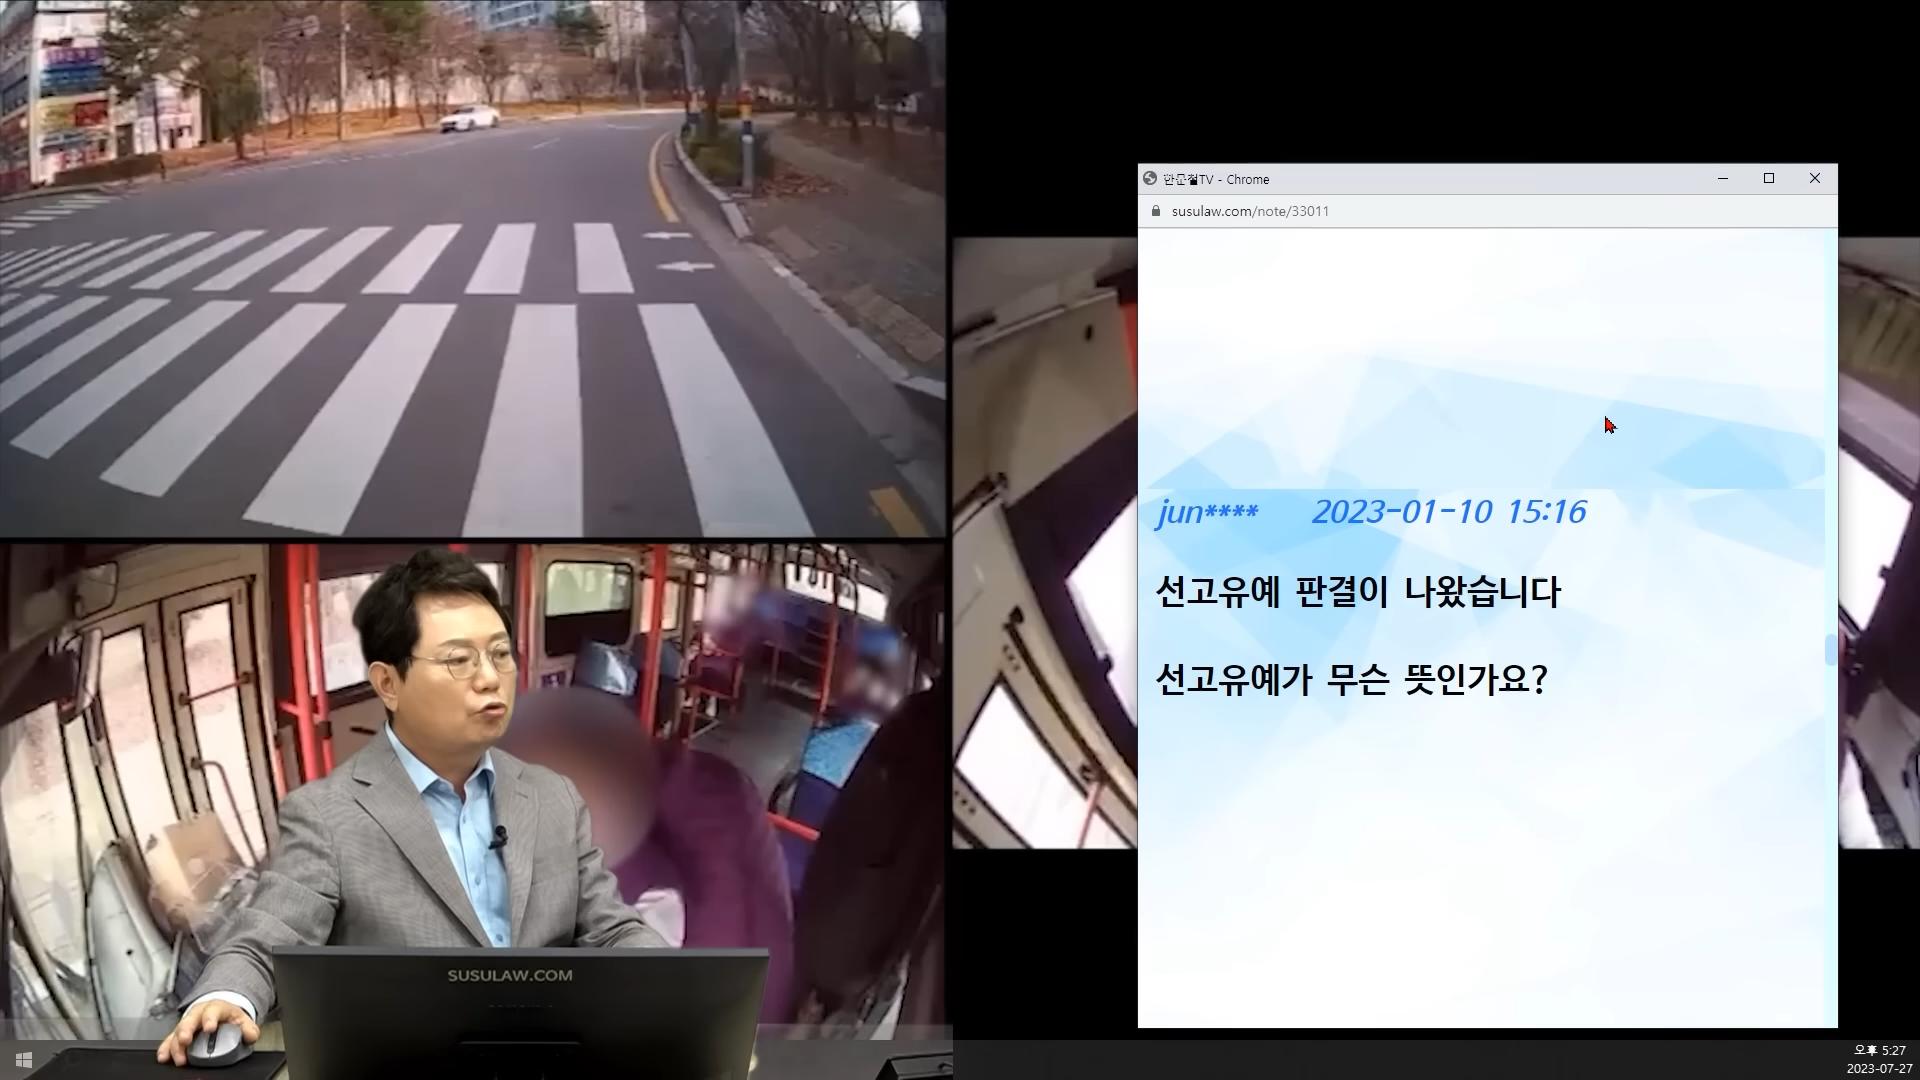 한문철TV - Chrome
susulaw.com/note/33011
jun**** 2023-01-10 15:16
선고유예 판결이 나왔습니다
선고유예가 무슨 뜻인가요?
SUSULAW.COM
오후 5:27
2023-07-27